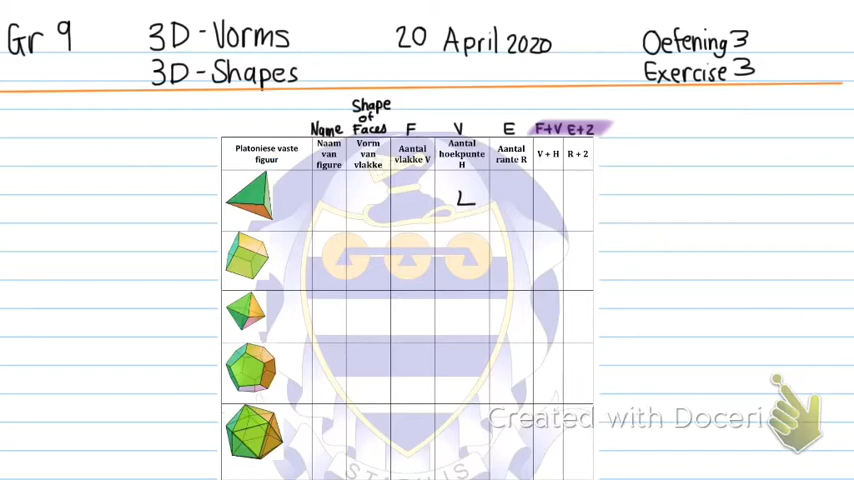 Gr 9 3D-Vorms 20 April 2020 Oefening 3
3D-Shapes Exercise 3
Name Shape of Faces F V E F+V E+2
Platoniese vaste figuur Naam van figure Vorm van vlakke Aantal vlakke V Aantal hoekpunte H Aantal rante R V + H R + 2
L
Created with Doceri